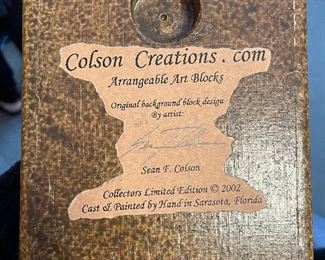 Colson Creations . com
Arrangeable Art Blocks
Original background block design
By artist:
Sean F. Colson
Collectors Limited Edition © 2002
Cast & Painted by Hand in Sarasota, Florida